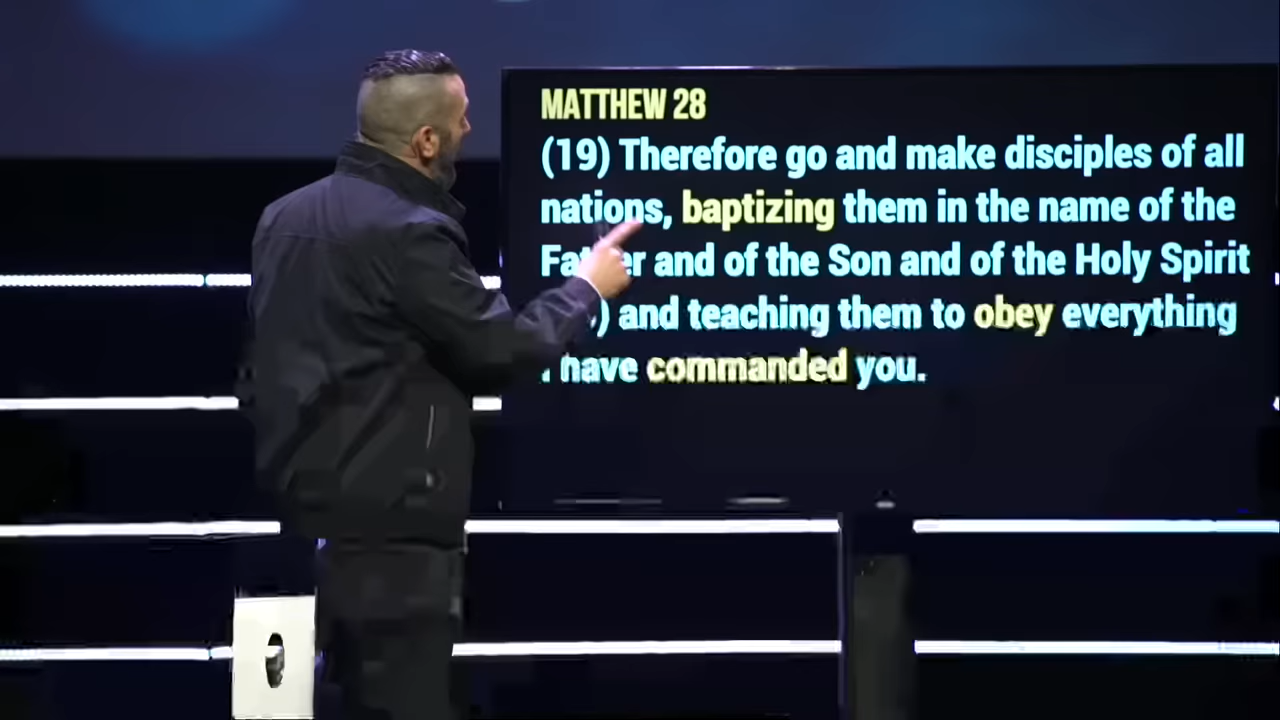 MATTHEW 28
(19) Therefore go and make disciples of all
nations, baptizing them in the name of the
and of the Son and of the Holy Spirit
and teaching them to obey everything
have commanded you.